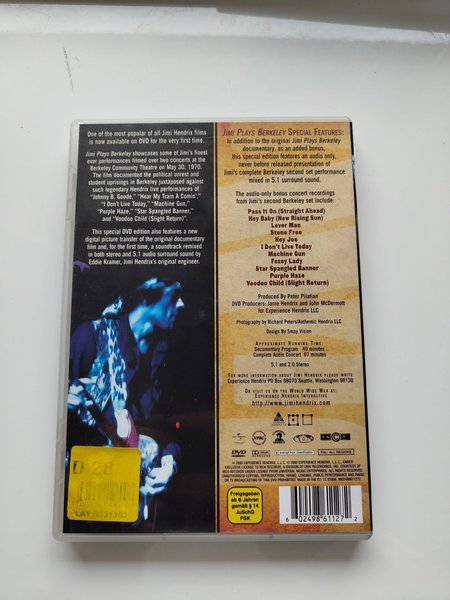 One of the most popular of all Jimi Hendrix films
is now available on DVD for the very first time.
Jimi Plays Berkeley showcases some of Jimi's finest
ever performances filmed over two concerts at the
Berkeley Community Theatre on May 30, 1970.
The film documented the political unrest and
student uprisings in Berkeley juxtaposed against
such legendary Hendrix live performances of
"Johnny B. Goode," "Hear My Train A Comin',"
"I Don't Live Today," "Machine Gun,"
"Purple Haze," "Star Spangled Banner,"
and "Voodoo Child (Slight Return)".
This special DVD edition also features a new
digital picture transfer of the original documentary
film and, for the first time, a soundtrack remixed
in both stereo and 5.1 audio surround sound by
Eddie Kramer, Jimi Hendrix's original engineer.
JIMI PLAYS BERKELEY SPECIAL FEATURES:
In addition to the original Jimi Plays Berkeley
documentary, as an added bonus,
this special edition features an audio only,
never before released presentation of
Jimi's complete Berkeley second set performance
mixed in 5.1 surround sound.
The audio-only bonus concert recordings
from Jimi's second Berkeley set include:
Pass It On (Straight Ahead)
Hey Baby (New Rising Sun)
Lover Man
Stone Free
Hey Joe
I Don't Live Today
Machine Gun
Foxey Lady
Star Spangled Banner
Purple Haze
Voodoo Child (Slight Return)
Produced By Peter Pilafian
DVD Producers: Janie Hendrix and John McDermott
for Experience Hendrix LLC
Photography by Richard Peters/Authentic Hendrix LLC
Design By Smay Vision
APPROXIMATE RUNNING TIME:
Documentary Program 49 minutes
Complete Audio Concert 67 minutes
5.1 and 2.0 Stereo
FOR MORE INFORMATION ABOUT JIMI HENDRIX PLEASE WRITE
Experience Hendrix PO Box 88070 Seattle, Washington 98138
OR VISIT US ON THE WORLD WIDE WEB AT:
EXPERIENCE HENDRIX INTERACTIVE
http://www.jimihendrix.com
DVD
PAL: ALL REGIONS
D 28
Freigegeben
ab 6 Jahren
gemäß § 14
JuSchG
FSK
6 02498 61127 2